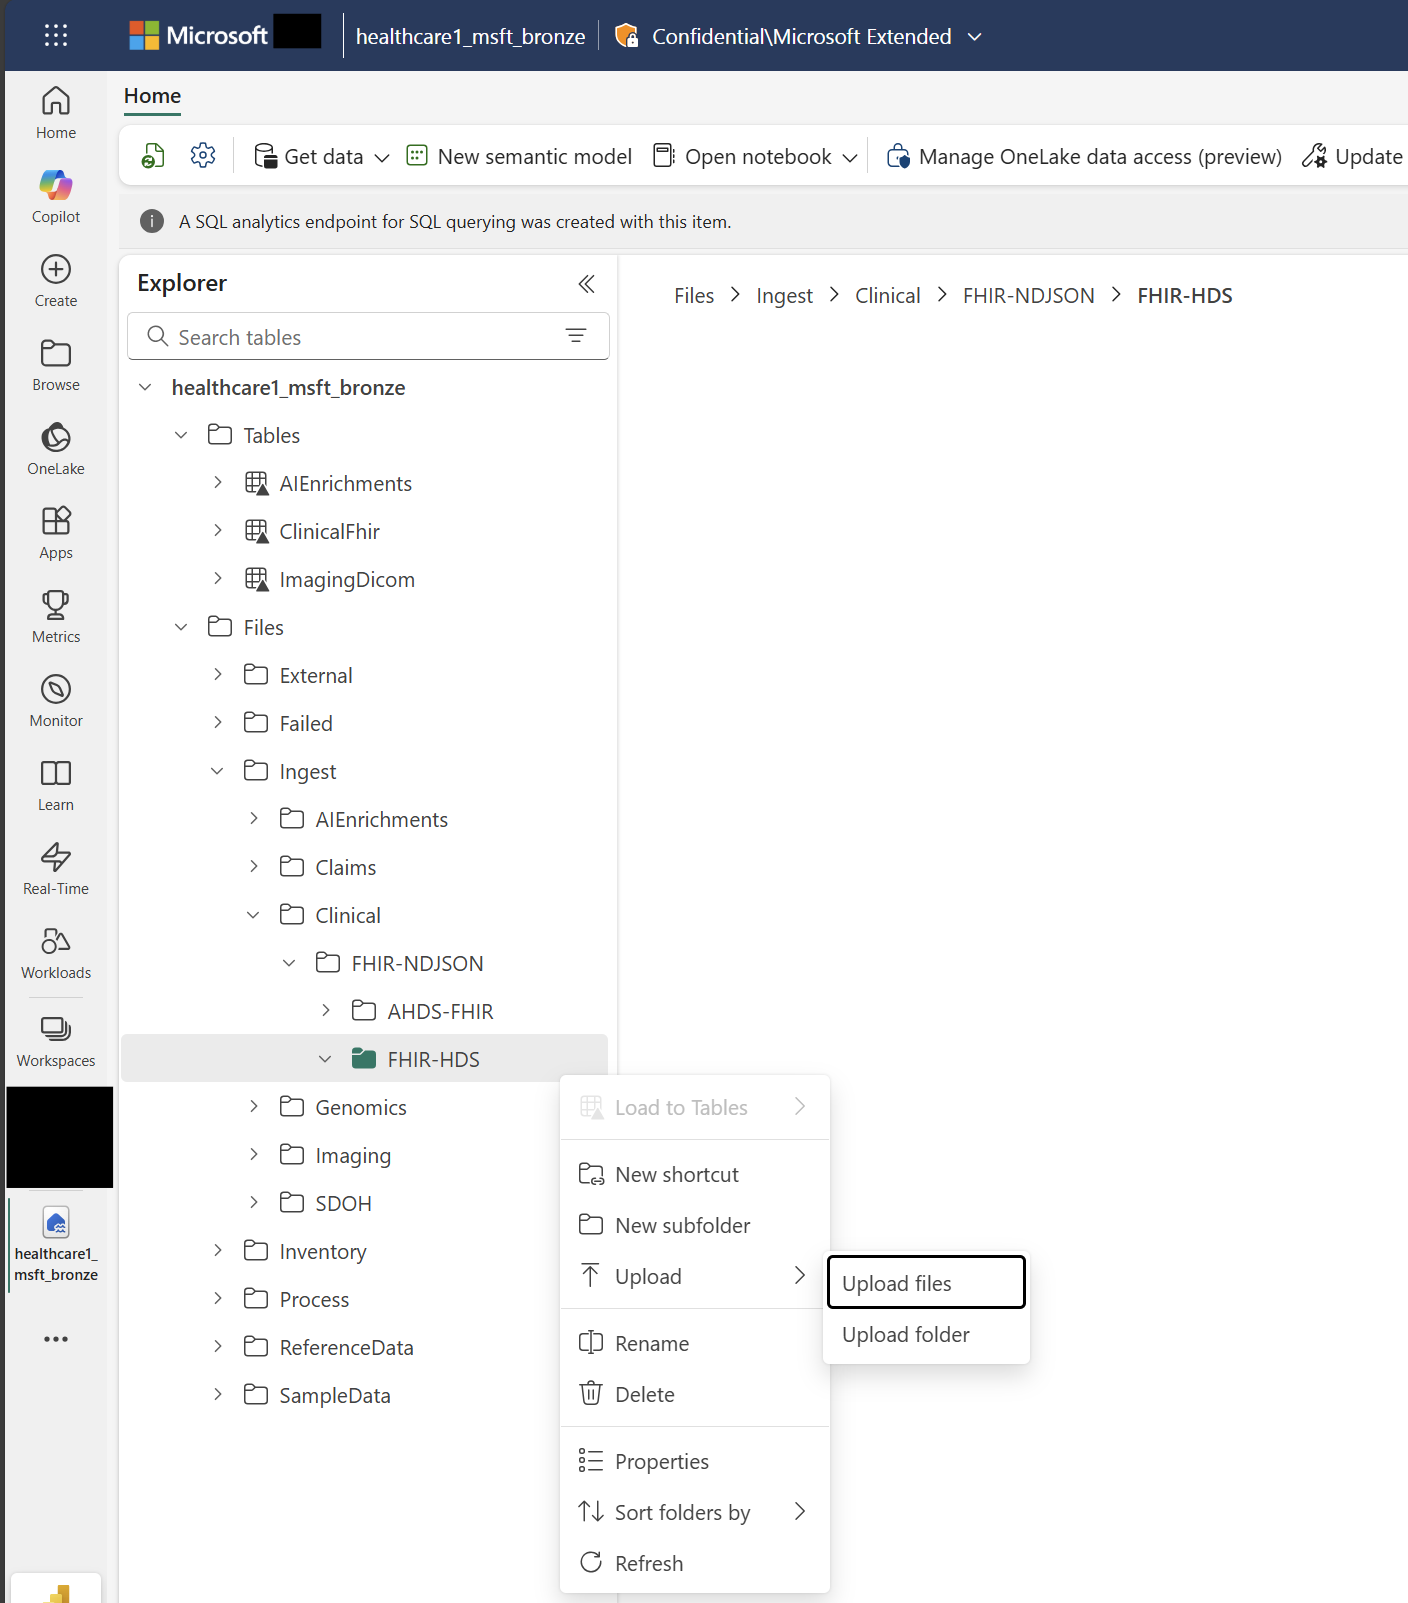 Microsoft
healthcare1_msft_bronze
Confidential\Microsoft Extended
Home
Home
Copilot
Create
Browse
OneLake
Apps
Metrics
Monitor
Learn
Real-Time
Workloads
Workspaces
healthcare1_
msft_bronze
Get data
New semantic model
Open notebook
Manage OneLake data access (preview)
Update
A SQL analytics endpoint for SQL querying was created with this item.
Explorer
Search tables
healthcare1_msft_bronze
Tables
AIEnrichments
ClinicalFhir
ImagingDicom
Files
External
Failed
Ingest
AIEnrichments
Claims
Clinical
FHIR-NDJSON
AHDS-FHIR
FHIR-HDS
Genomics
Imaging
SDOH
Inventory
Process
ReferenceData
SampleData
Files > Ingest > Clinical > FHIR-NDJSON > FHIR-HDS
Load to Tables
New shortcut
New subfolder
Upload
Rename
Delete
Properties
Sort folders by
Refresh
Upload files
Upload folder